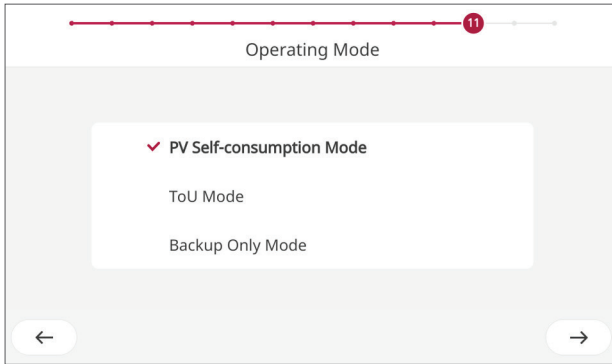 11
Operating Mode
PV Self-consumption Mode
ToU Mode
Backup Only Mode